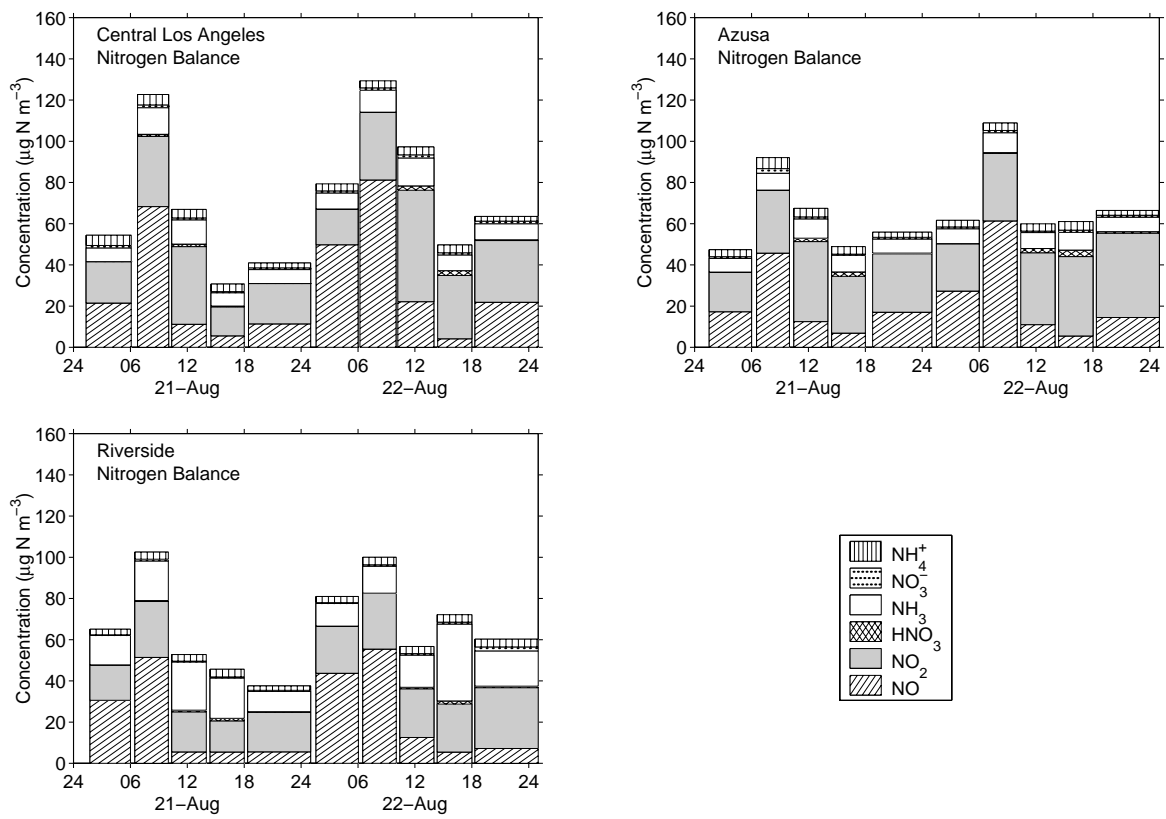 Central Los Angeles
Nitrogen Balance
Concentration (μg N m⁻³)
160
140
120
100
80
60
40
20
0
24 06 12 18 24 06 12 18 24
21−Aug 22−Aug
Azusa
Nitrogen Balance
Concentration (μg N m⁻³)
160
140
120
100
80
60
40
20
0
24 06 12 18 24 06 12 18 24
21−Aug 22−Aug
Riverside
Nitrogen Balance
Concentration (μg N m⁻³)
160
140
120
100
80
60
40
20
0
24 06 12 18 24 06 12 18 24
21−Aug 22−Aug
NH₄⁺
NO₃⁻
NH₃
HNO₃
NO₂
NO